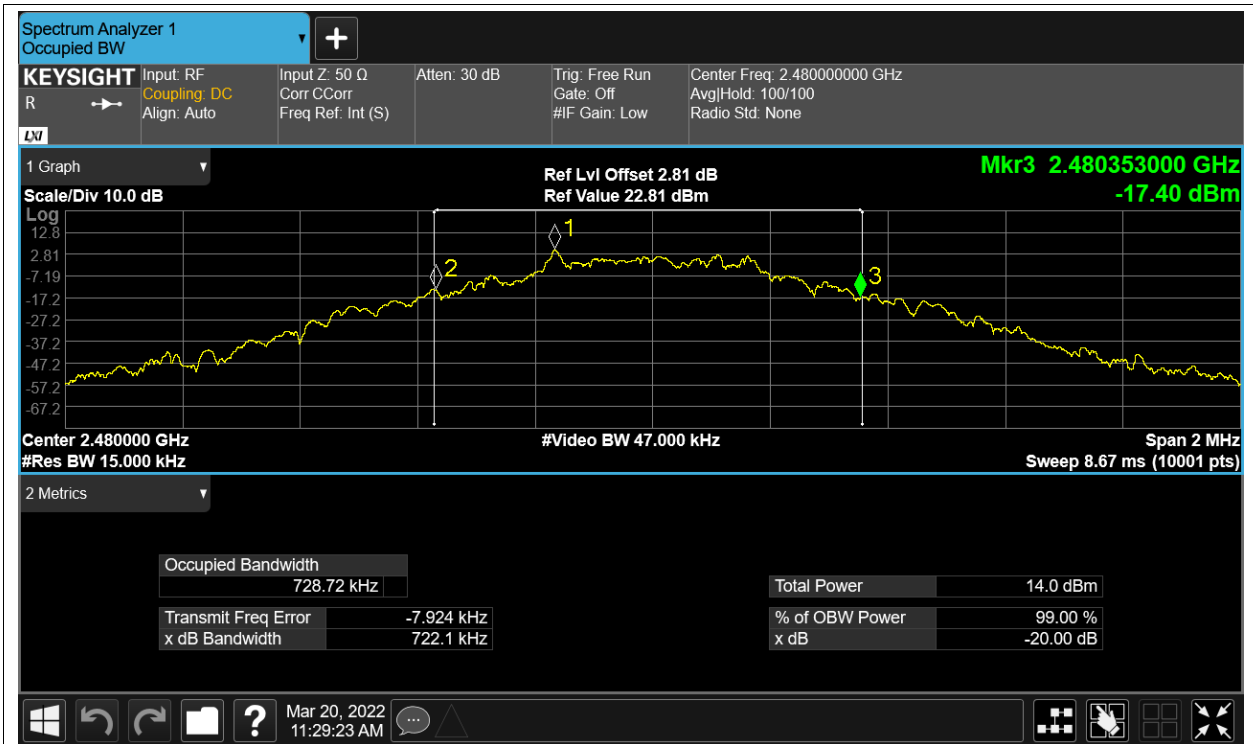 Spectrum Analyzer 1
Occupied BW
KEYSIGHT
R
LXI
Input: RF
Coupling: DC
Align: Auto
Input Z: 50 Ω
Corr CCorr
Freq Ref: Int (S)
Atten: 30 dB
Trig: Free Run
Gate: Off
#IF Gain: Low
Center Freq: 2.480000000 GHz
Avg|Hold: 100/100
Radio Std: None
1 Graph
Scale/Div 10.0 dB
Ref Lvl Offset 2.81 dB
Ref Value 22.81 dBm
Mkr3 2.480353000 GHz
-17.40 dBm
Log
12.8
2.81
-7.19
-17.2
-27.2
-37.2
-47.2
-57.2
-67.2
1
2
3
Center 2.480000 GHz
#Res BW 15.000 kHz
#Video BW 47.000 kHz
Span 2 MHz
Sweep 8.67 ms (10001 pts)
2 Metrics
Occupied Bandwidth
728.72 kHz
Transmit Freq Error -7.924 kHz
x dB Bandwidth 722.1 kHz
Total Power 14.0 dBm
% of OBW Power 99.00 %
x dB -20.00 dB
?
Mar 20, 2022
11:29:23 AM